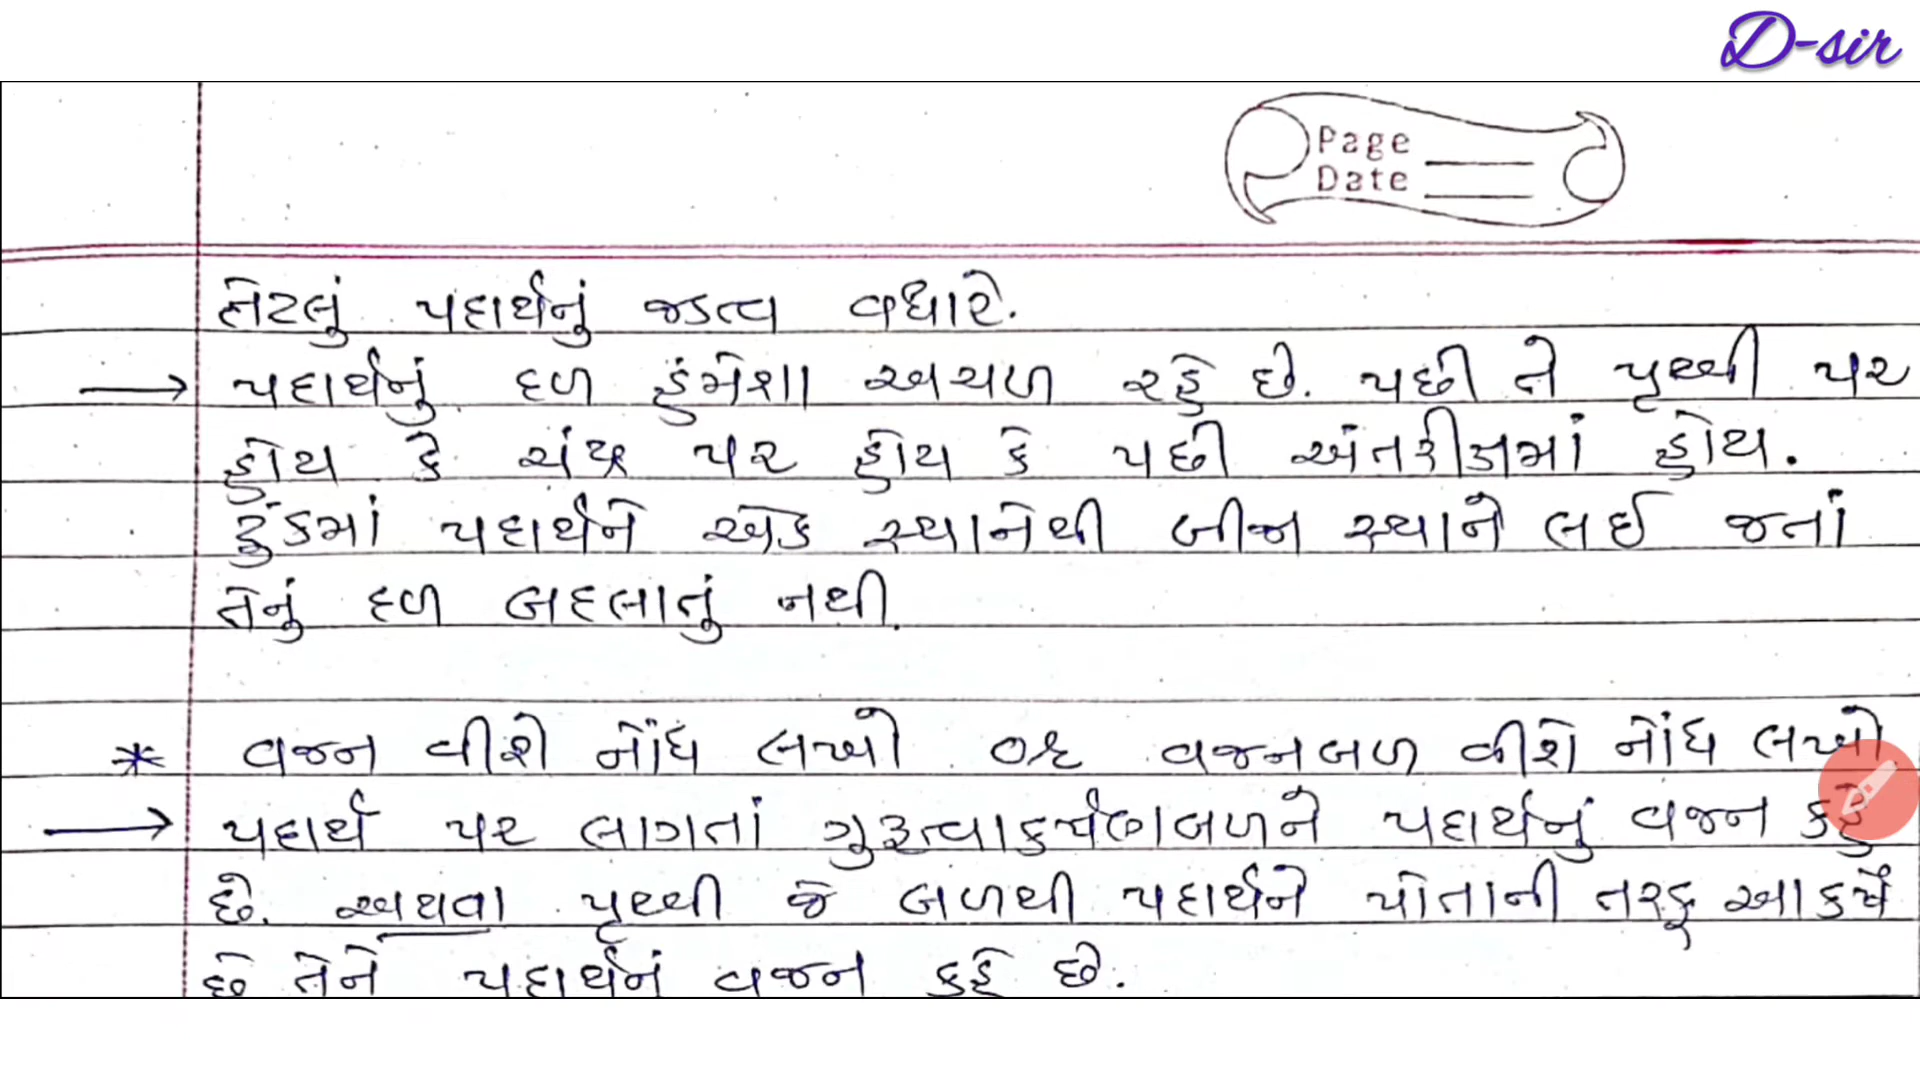 D-sir
Page
Date
તેટલું પદાર્થનું જડત્વ વધારે.
→ પદાર્થનું દળ હંમેશા અચળ રહે છે. પછી તે પૃથ્વી પર
હોય કે ચંદ્ર પર હોય કે પછી અંતરીક્ષમાં હોય.
ટુંકમાં પદાર્થને એક સ્થાનેથી બીજા સ્થાને લઈ જતાં
તેનું દળ બદલાતું નથી.
* વજન વીશે નોંધ લખો OR વજનબળ વીશે નોંધ લખો.
→ પદાર્થ પર લાગતાં ગુરુત્વાકર્ષણબળને પદાર્થનું વજન કહે
છે. અથવા પૃથ્વી જે બળથી પદાર્થને પોતાની તરફ આકર્ષે
છે તેને પદાર્થનું વજન કહે છે.